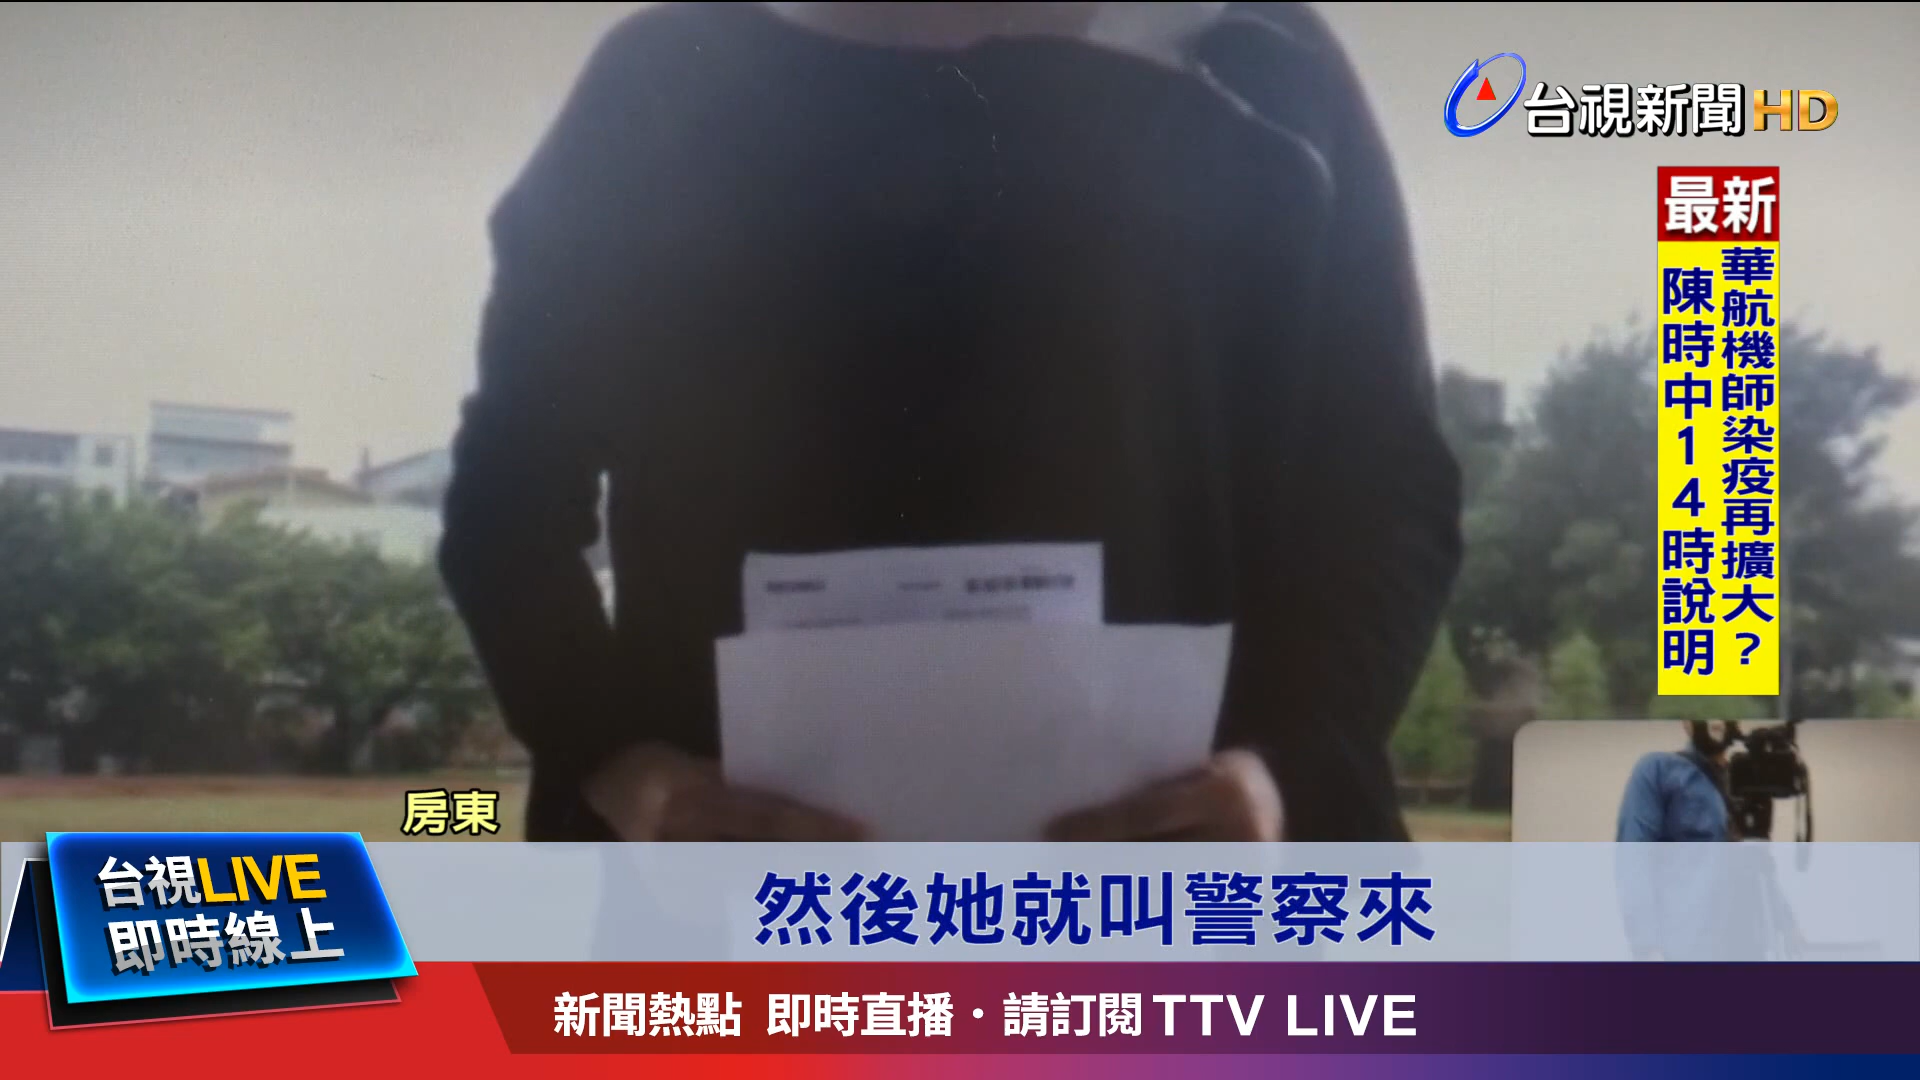 台視新聞HD
最新
華航機師染疫再擴大?
陳時中14時說明
房東
台視LIVE
即時線上
然後她就叫警察來
新聞熱點 即時直播・請訂閱TTV LIVE